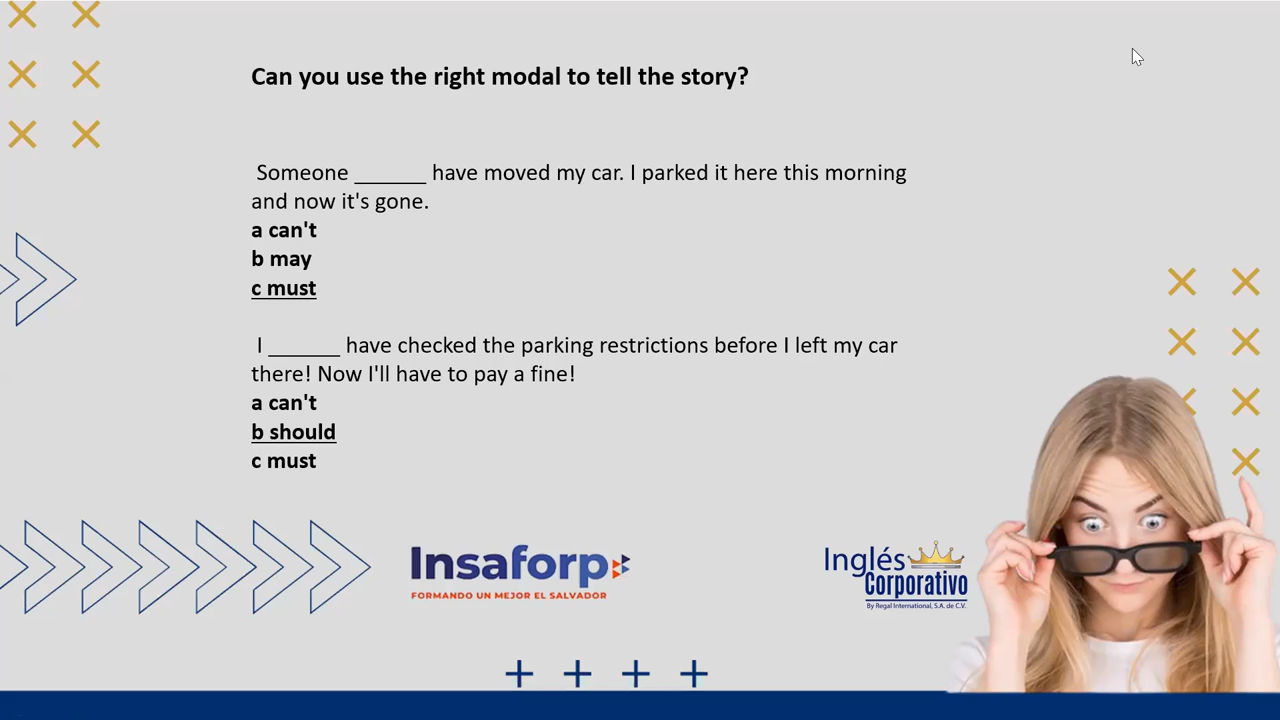 Can you use the right modal to tell the story?
Someone ______ have moved my car. I parked it here this morning
and now it's gone.
a can't
b may
c must
I ______ have checked the parking restrictions before I left my car
there! Now I'll have to pay a fine!
a can't
b should
c must
Insaforp
FORMANDO UN MEJOR EL SALVADOR
Inglés
Corporativo
By Regal International, S.A. de C.V.